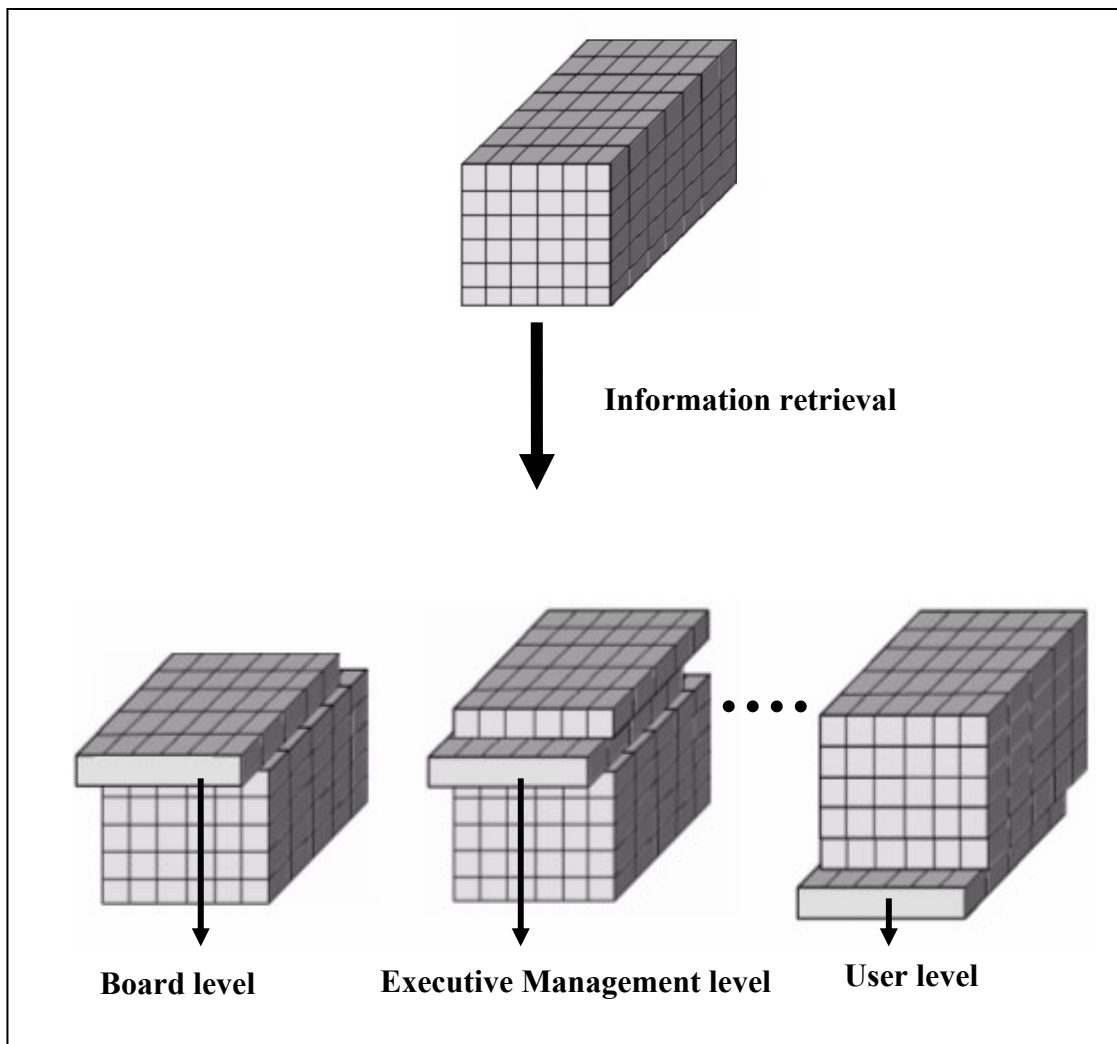 Information retrieval
Board level
Executive Management level
User level